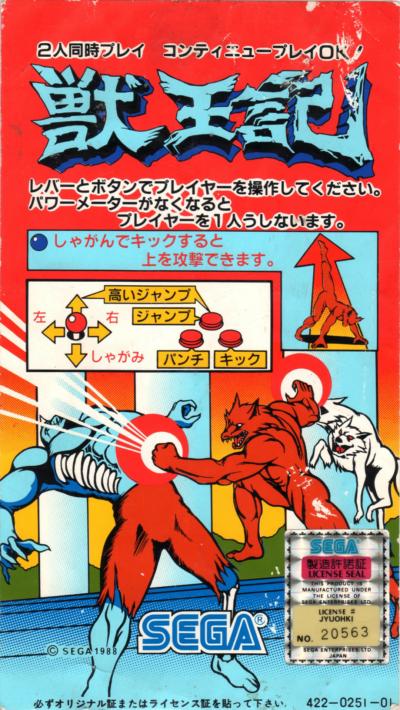 2人同時プレイ コンティニュープレイOK!
獣王記
レバーとボタンでプレイヤーを操作してください。
パワーメーターがなくなると
プレイヤーを1人うしないます。
しゃがんでキックすると
上を攻撃できます。
高いジャンプ
左 右 ジャンプ
しゃがみ
パンチ キック
SEGA
製造許諾証
LICENSE SEAL
THIS PRODUCT IS
MANUFACTURED UNDER
THE LICENSE OF
SEGA ENTERPRISES LTD.
LICENSE #
JYUOHKI
NO. 20563
SEGA ENTERPRISES LTD.
JAPAN
SEGA®
© SEGA 1988
必ずオリジナル証またはライセンス証を貼って下さい。 422-0251-01